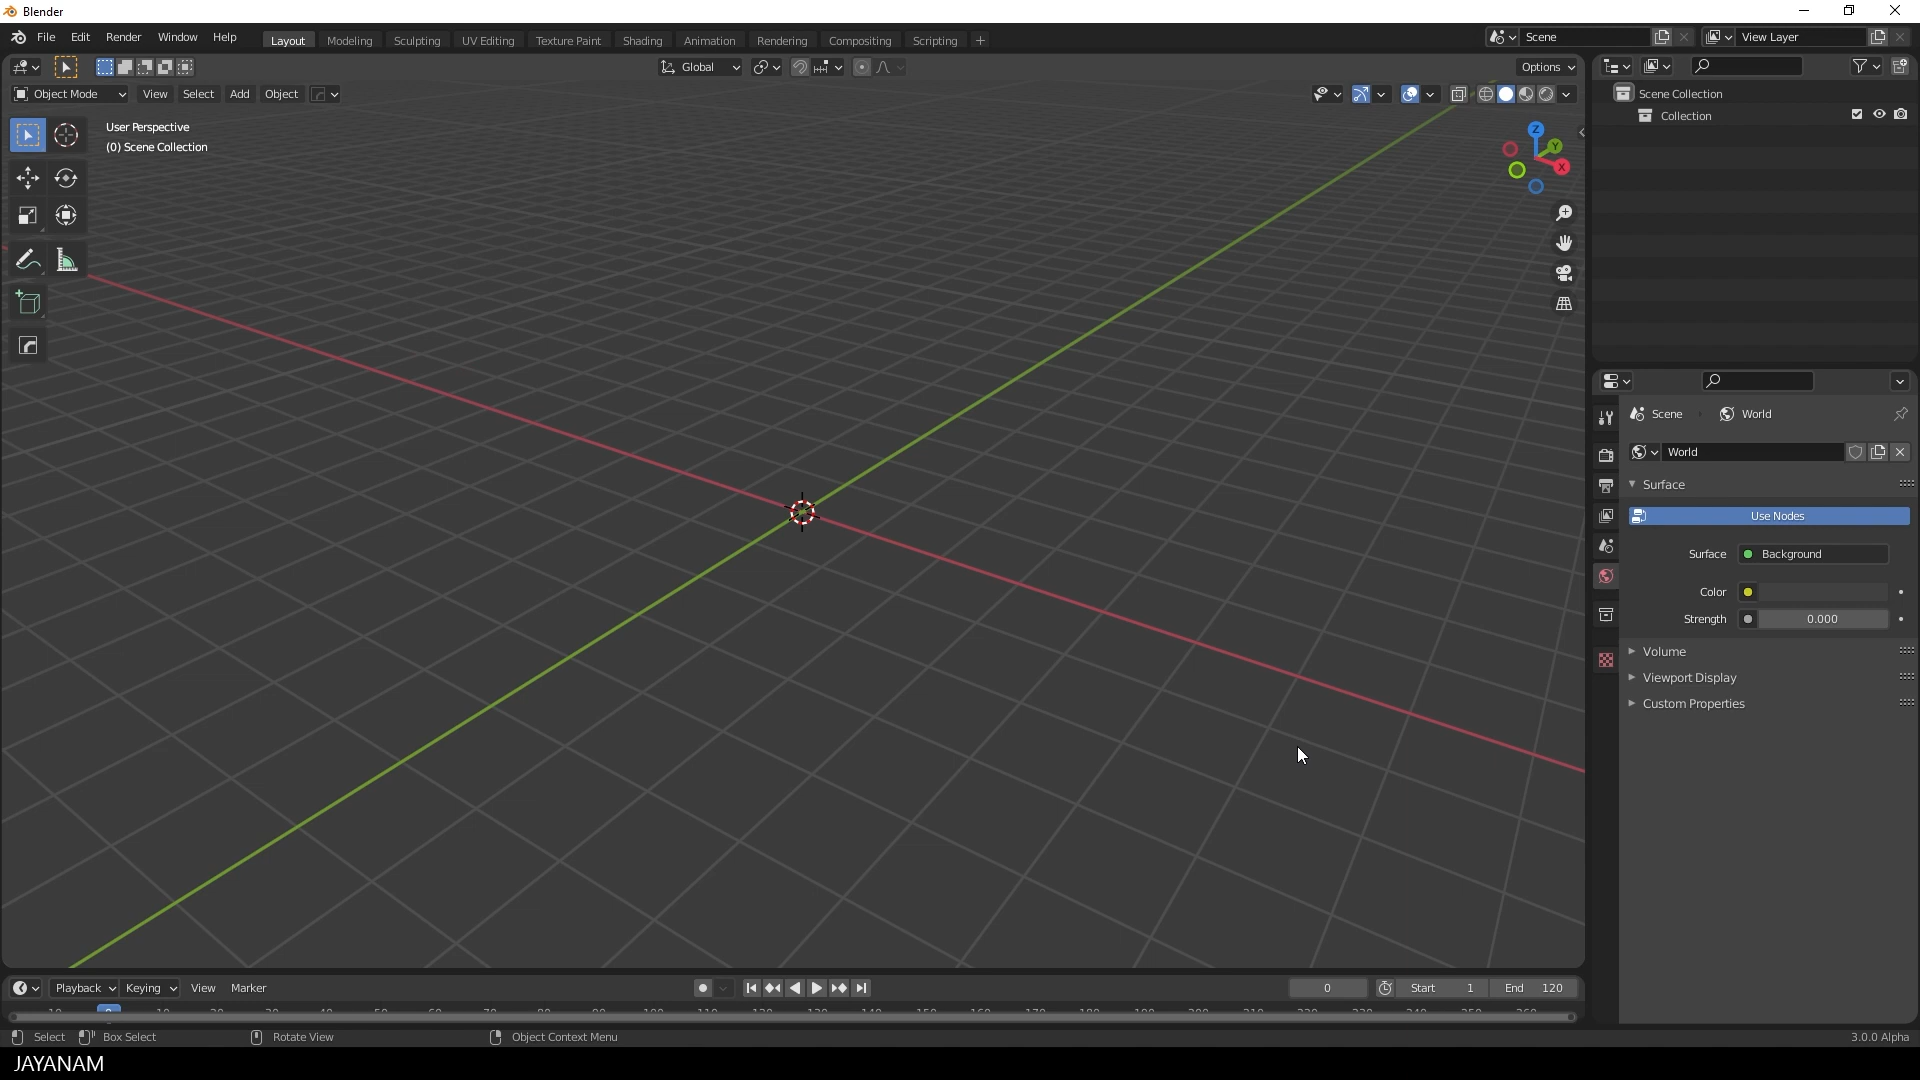 Blender
File Edit Render Window Help
Layout Modeling Sculpting UV Editing Texture Paint Shading Animation Rendering Compositing Scripting
Scene
View Layer
Global
Options
Object Mode View Select Add Object
User Perspective
(0) Scene Collection
Z
Y
X
Scene Collection
Collection
Scene World
World
Surface
Use Nodes
Surface Background
Color
Strength 0.000
Volume
Viewport Display
Custom Properties
Playback Keying View Marker
0 Start 1 End 120
Select Box Select Rotate View Object Context Menu 3.0.0 Alpha
JAYANAM